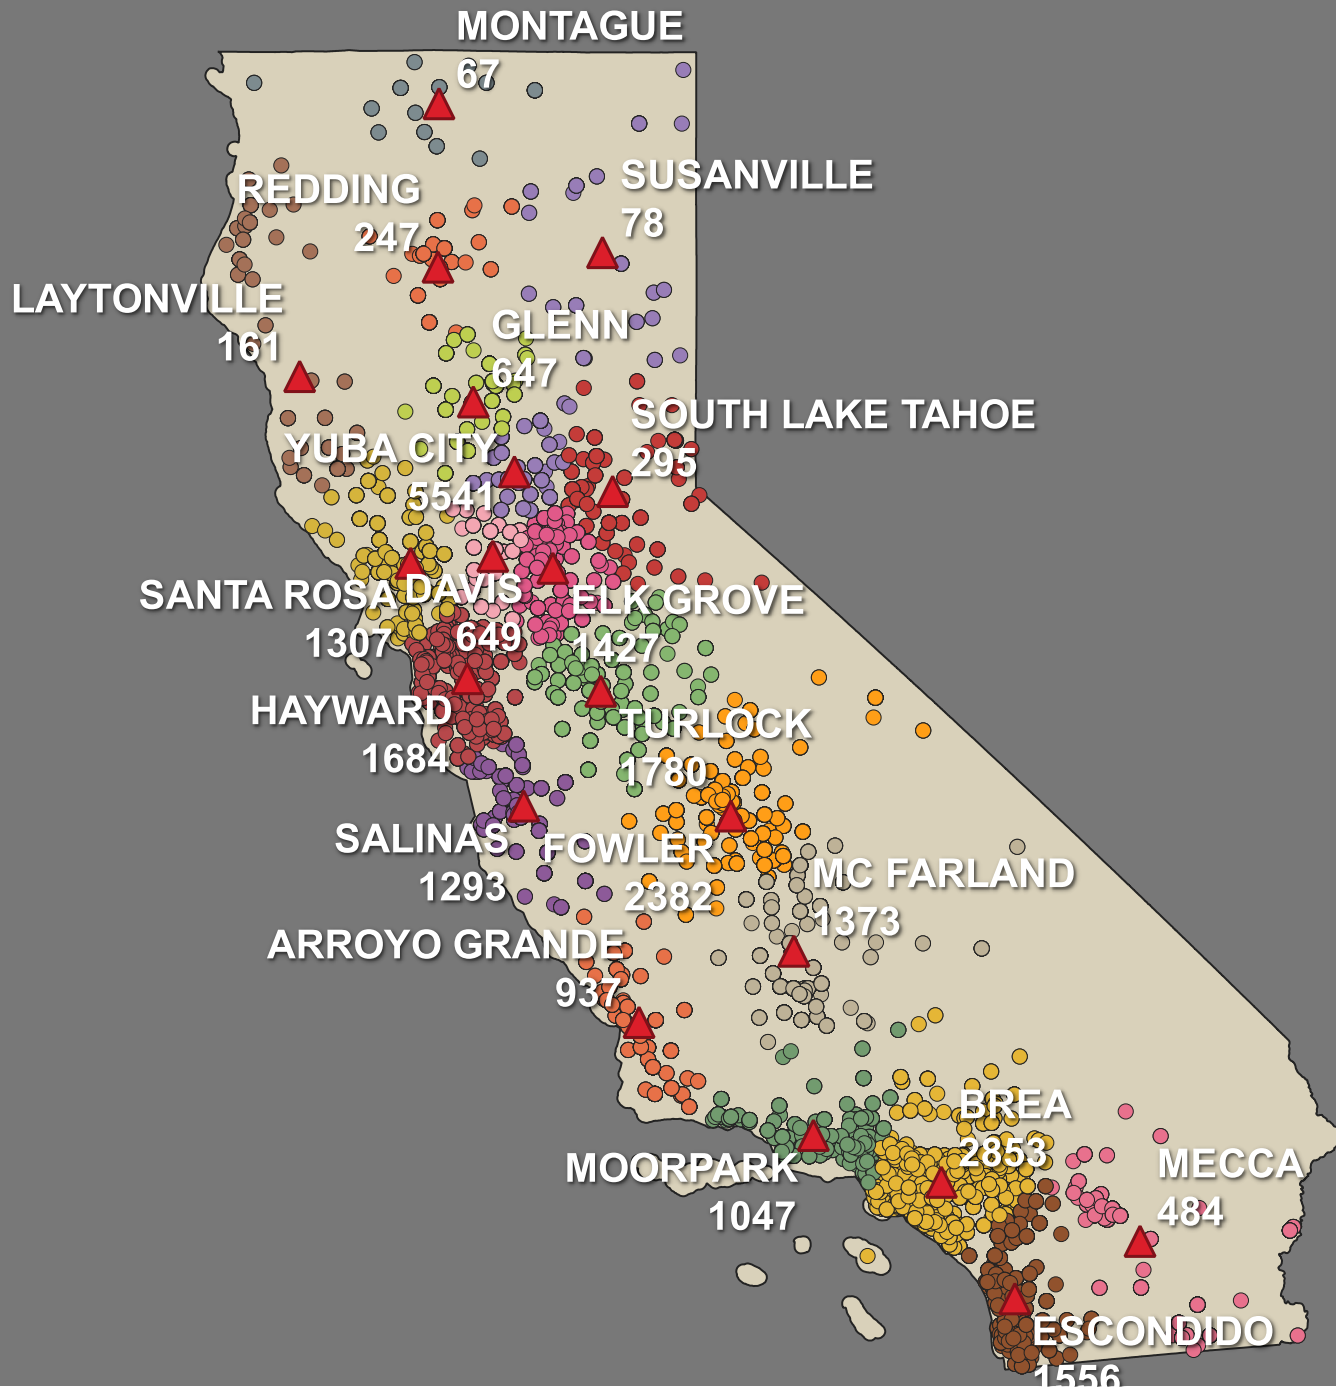 MONTAGUE
67
SUSANVILLE
78
REDDING
247
LAYTONVILLE
161
GLENN
647
SOUTH LAKE TAHOE
295
YUBA CITY
5541
SANTA ROSA
1307
DAVIS
649
ELK GROVE
1427
HAYWARD
1684
TURLOCK
1780
SALINAS
1293
FOWLER
2382
MC FARLAND
1373
ARROYO GRANDE
937
BREA
2853
MOORPARK
1047
MECCA
484
ESCONDIDO
1556